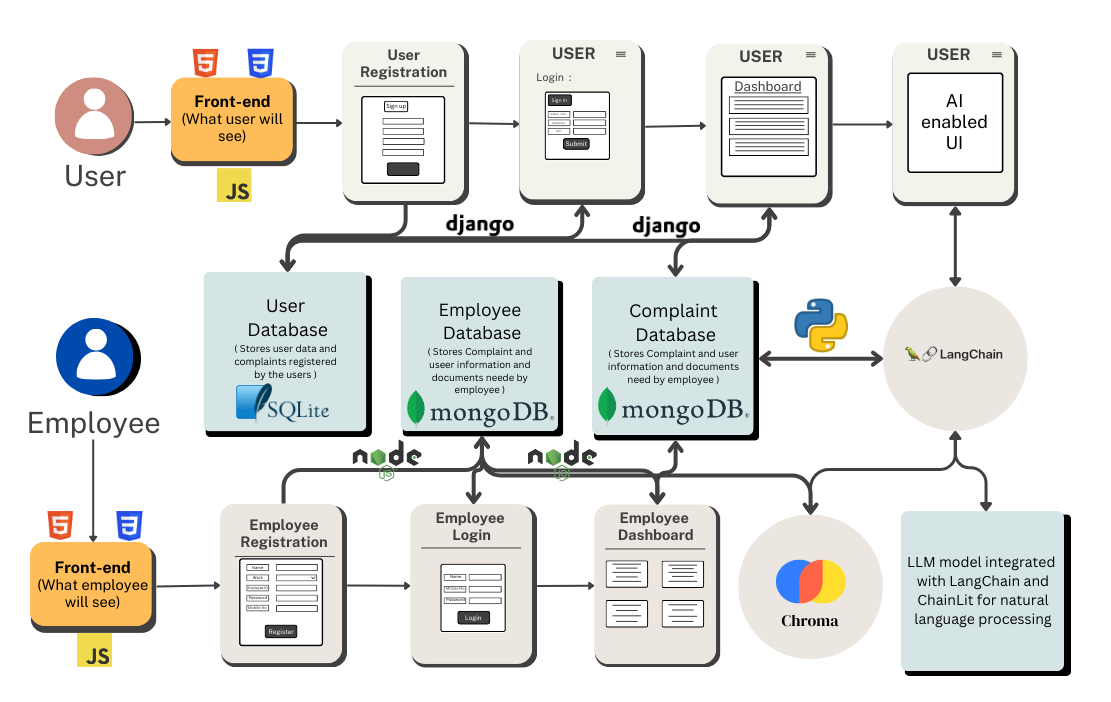 User
Registration
Sign up
USER
Login :
Sign in
Submit
USER
Dashboard
USER
AI
enabled
UI
Front-end
(What user will
see)
JS
User
django
django
User
Database
( Stores user data and
complaints registered
by the users )
SQLite
Employee
Database
( Stores Complaint and
useer information and
documents neede by
employee )
mongoDB®
Complaint
Database
( Stores Complaint and user
information and documents
need by employee )
mongoDB®
LangChain
Employee
node
JS
node
JS
Front-end
(What employee
will see)
JS
Employee
Registration
Name
Work
Password
Mobile No
Register
Employee
Login
Name
Mobile No
Password
Login
Employee
Dashboard
Chroma
LLM model integrated
with LangChain and
ChainLit for natural
language processing